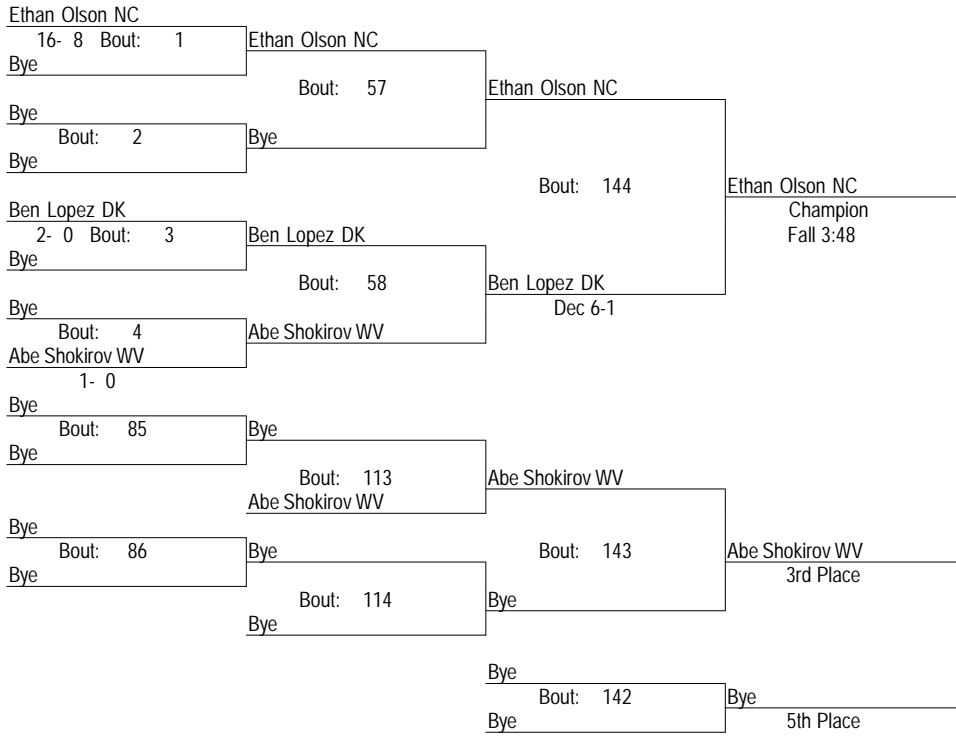 Ethan Olson NC
16- 8 Bout: 1
Bye
Ethan Olson NC
Bout: 57
Bye
Bout: 2
Bye
Bye
Ethan Olson NC
Bout: 144
Ben Lopez DK
2- 0 Bout: 3
Bye
Ben Lopez DK
Bout: 58
Bye
Bout: 4
Abe Shokirov WV
1- 0
Abe Shokirov WV
Ben Lopez DK
Dec 6-1
Ethan Olson NC
Champion
Fall 3:48
Bye
Bout: 85
Bye
Bye
Bout: 113
Abe Shokirov WV
Abe Shokirov WV
Bye
Bout: 86
Bye
Bye
Bout: 114
Bye
Bout: 143
Bye
Abe Shokirov WV
3rd Place
Bye
Bout: 142
Bye
Bye
5th Place